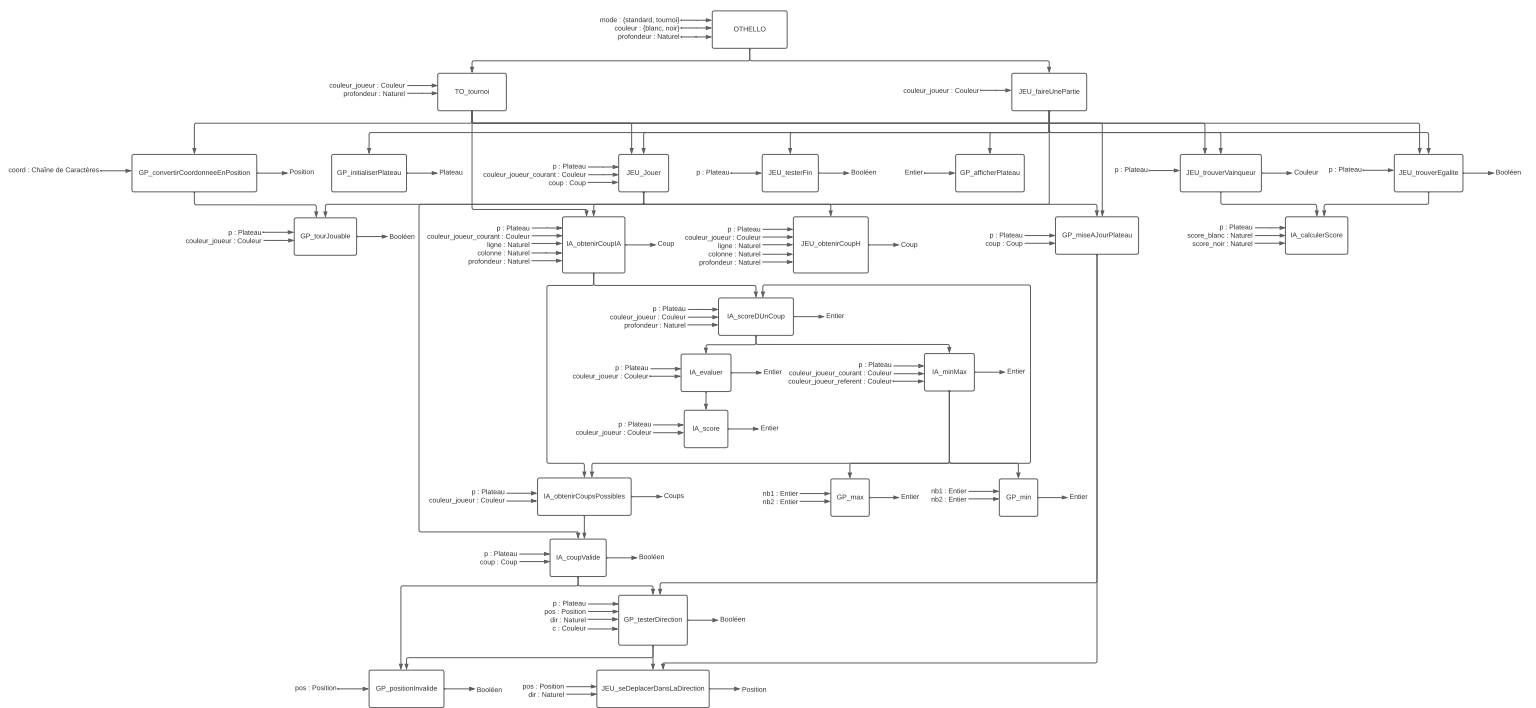 mode : {standard, tournoi}
couleur : {blanc, noir}
profondeur : Naturel
OTHELLO
couleur_joueur : Couleur
profondeur : Naturel
TO_tournoi
couleur_joueur : Couleur
JEU_faireUnePartie
coord : Chaîne de Caractères
GP_convertirCoordonneeEnPosition
Position
GP_initialiserPlateau
Plateau
p : Plateau
couleur_joueur_courant : Couleur
coup : Coup
JEU_Jouer
p : Plateau
JEU_testerFin
Booléen
Entier
GP_afficherPlateau
p : Plateau
JEU_trouverVainqueur
Couleur
p : Plateau
JEU_trouverEgalite
Booléen
p : Plateau
couleur_joueur : Couleur
GP_tourJouable
Booléen
p : Plateau
couleur_joueur_courant : Couleur
ligne : Naturel
colonne : Naturel
profondeur : Naturel
IA_obtenirCoupIA
Coup
p : Plateau
couleur_joueur : Couleur
ligne : Naturel
colonne : Naturel
profondeur : Naturel
JEU_obtenirCoupH
Coup
p : Plateau
coup : Coup
GP_miseAJourPlateau
p : Plateau
score_blanc : Naturel
score_noir : Naturel
IA_calculerScore
p : Plateau
couleur_joueur : Couleur
profondeur : Naturel
IA_scoreDUnCoup
Entier
p : Plateau
couleur_joueur : Couleur
IA_evaluer
Entier
p : Plateau
couleur_joueur_courant : Couleur
couleur_joueur_referent : Couleur
IA_minMax
Entier
p : Plateau
couleur_joueur : Couleur
IA_score
Entier
p : Plateau
couleur_joueur : Couleur
IA_obtenirCoupsPossibles
Coups
nb1 : Entier
nb2 : Entier
GP_max
Entier
nb1 : Entier
nb2 : Entier
GP_min
Entier
p : Plateau
coup : Coup
IA_coupValide
Booléen
p : Plateau
pos : Position
dir : Naturel
c : Couleur
GP_testerDirection
Booléen
pos : Position
GP_positionInvalide
Booléen
pos : Position
dir : Naturel
JEU_seDeplacerDansLaDirection
Position